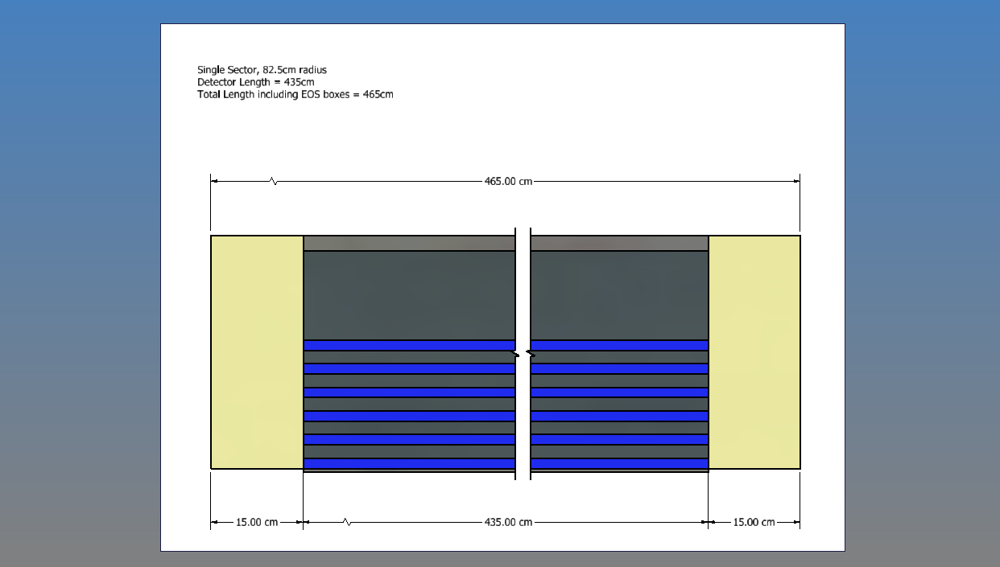 Single Sector, 82.5cm radius
Detector Length = 435cm
Total Length including EOS boxes = 465cm
465.00 cm
15.00 cm
435.00 cm
15.00 cm